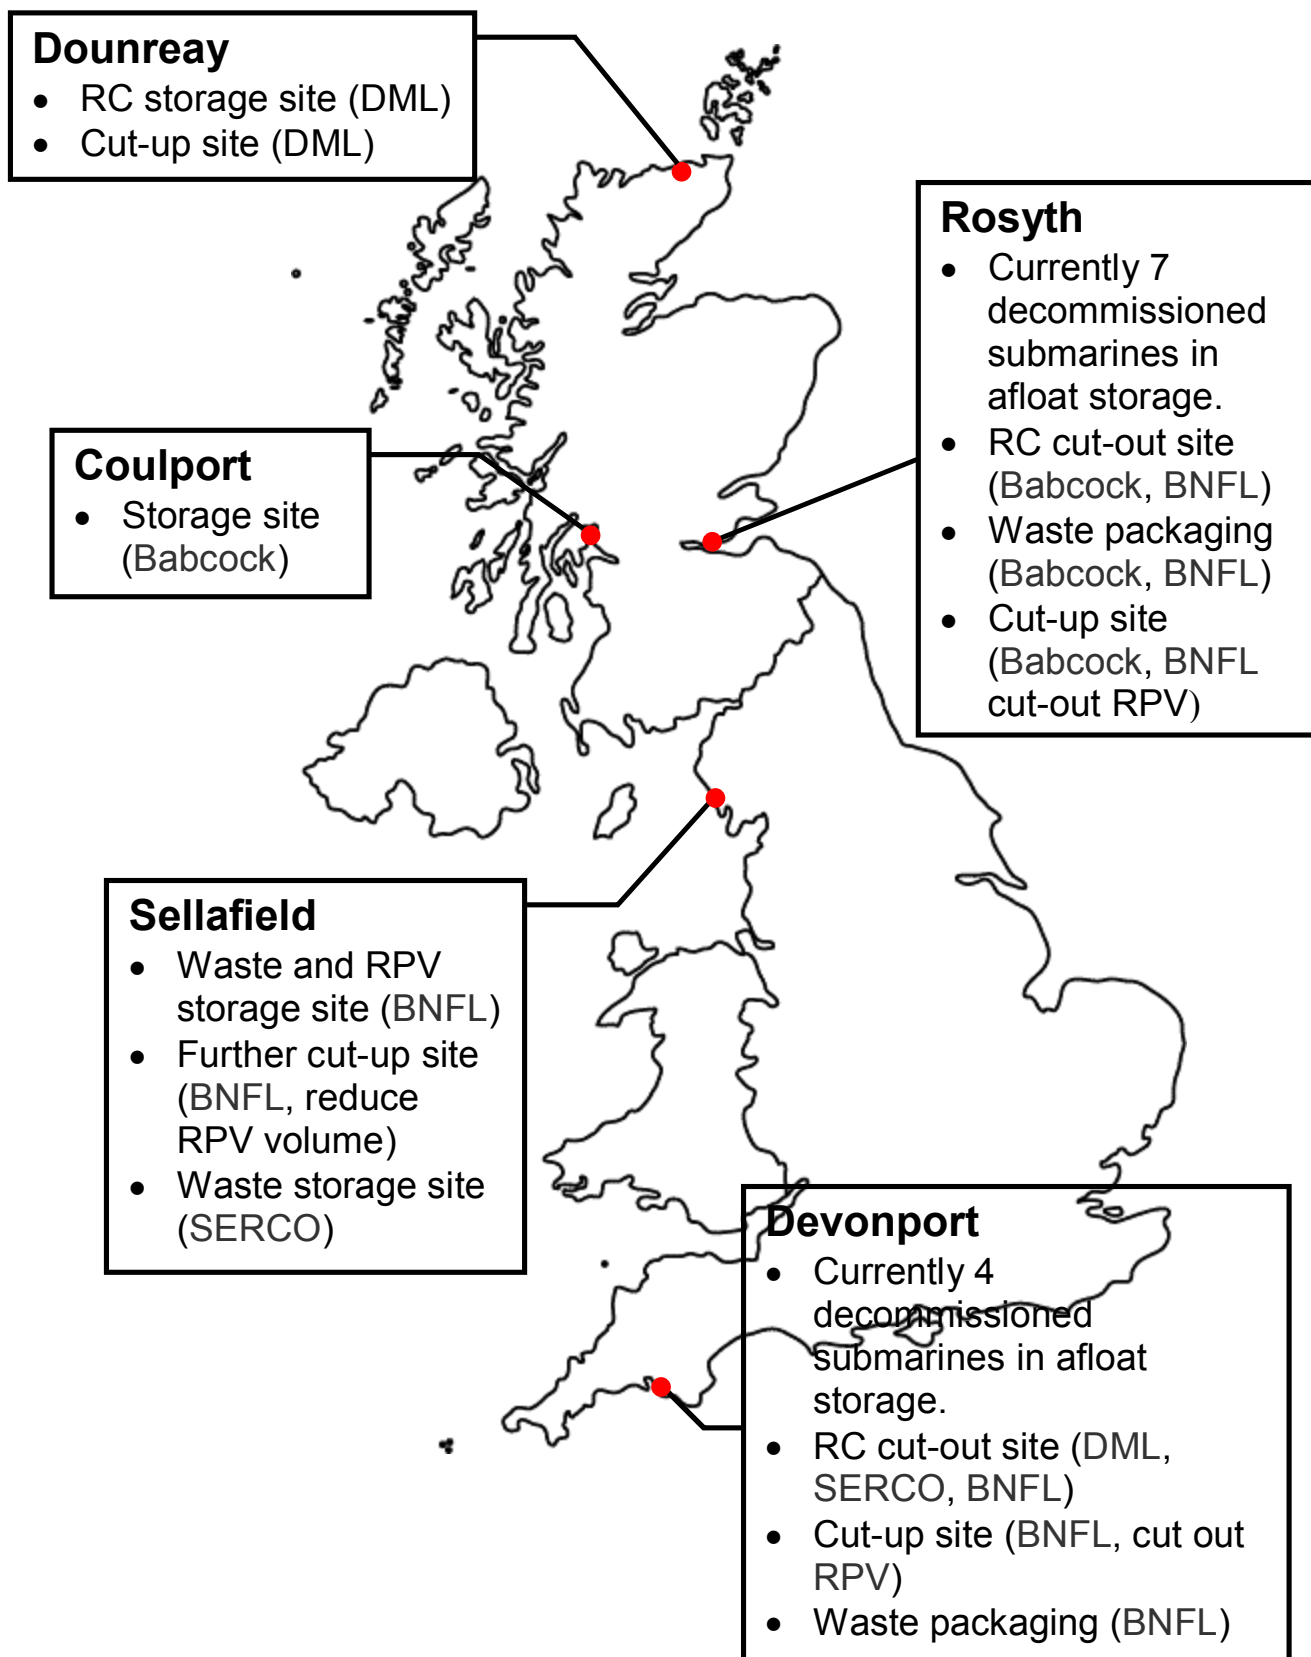 Dounreay
• RC storage site (DML)
• Cut-up site (DML)
Rosyth
• Currently 7
decommissioned
submarines in
afloat storage.
• RC cut-out site
(Babcock, BNFL)
• Waste packaging
(Babcock, BNFL)
• Cut-up site
(Babcock, BNFL
cut-out RPV)
Coulport
• Storage site
(Babcock)
Sellafield
• Waste and RPV
storage site (BNFL)
• Further cut-up site
(BNFL, reduce
RPV volume)
• Waste storage site
(SERCO)
Devonport
• Currently 4
decommissioned
submarines in afloat
storage.
• RC cut-out site (DML,
SERCO, BNFL)
• Cut-up site (BNFL, cut out
RPV)
• Waste packaging (BNFL)